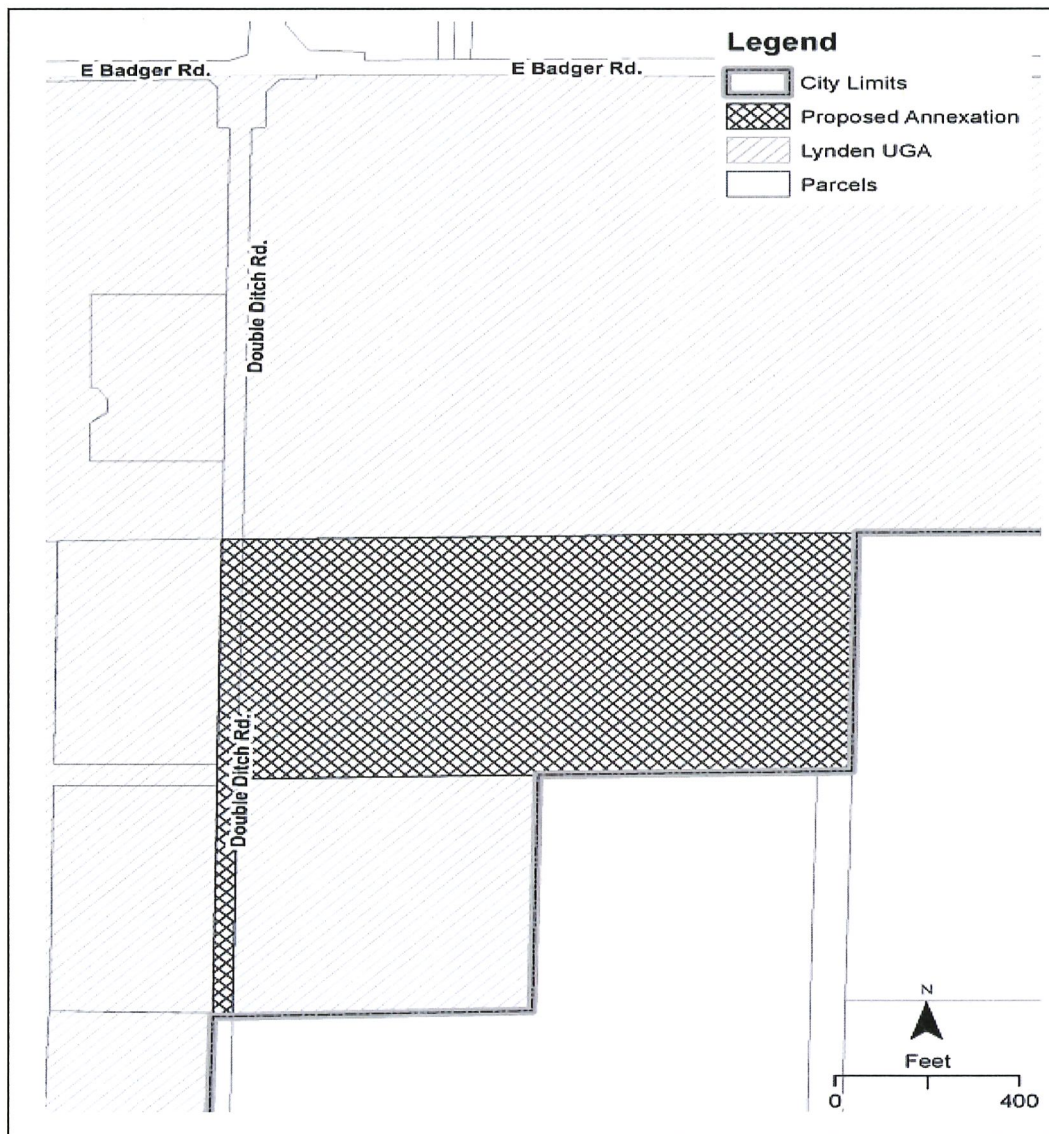 Legend
E Badger Rd.
E Badger Rd.
City Limits
Proposed Annexation
Lynden UGA
Parcels
Double Ditch Rd.
Double Ditch Rd.
N
Feet
0 400